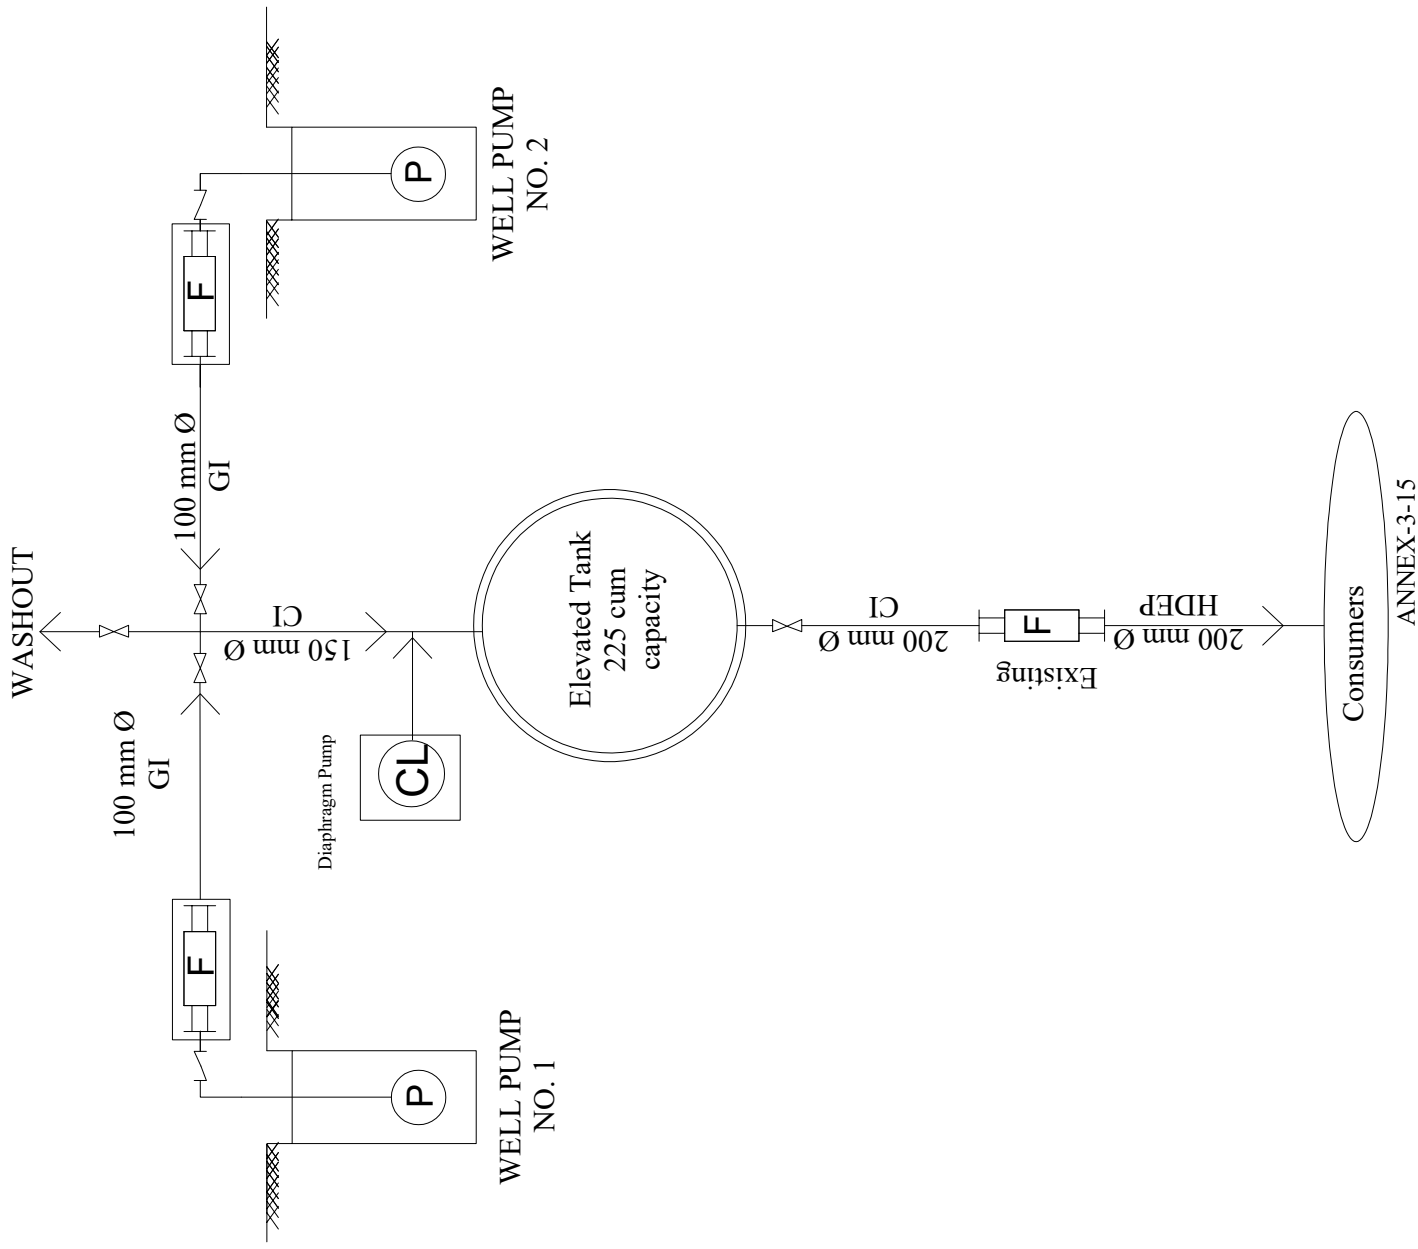 WASHOUT
100 mm Ø
GI
100 mm Ø
GI
F
F
P
WELL PUMP
NO. 1
P
WELL PUMP
NO. 2
150 mm Ø
CI
Diaphragm Pump
CL
Elevated Tank
225 cum
capacity
200 mm Ø
CI
Existing
F
200 mm Ø
HDEP
Consumers
ANNEX-3-15